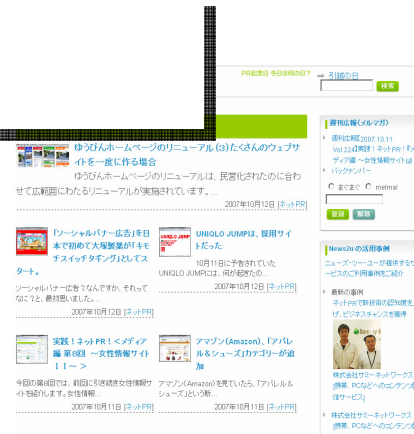 PR記念日 今日は何の日？ → 引越の日
検索
ゆうびんホームページのリニューアル(3)たくさんのウェブサ
イトを一度に作る場合
ゆうびんホームページのリニューアルは、民営化されたのに合わ
せて広範囲にわたるリニューアルが実施されています。...
2007年10月12日 [ネットPR]
「ソーシャルバナー広告」を日
本で初めて大塚製薬が「キモ
チスイッチタギング」としてス
タート。
ソーシャルバナー広告？なんですか、それって
なに？と、最初思いました。...
2007年10月12日 [ネットPR]
UNIQLO JUMPは、採用サイ
トだった
10月11日に予告されていた
UNIQLO JUMPには、何が起きたの...
2007年10月12日 [ネットPR]
実践！ネットPR！＜メディア
編 第8回 ～女性情報サイト
1 1～ ＞
今回の第8回では、前回に引き続き女性情報サ
イトを紹介します。女性情報...
2007年10月11日 [ネットPR]
アマゾン(Amazon)、「アパレ
ル&シューズ」カテゴリーが追
加
アマゾン(Amazon)を見ていたら、「アパレル&
シューズ」という新...
2007年10月11日 [ネットPR]
週刊広報(メルマガ)
週刊広報 2007.10.11
Vol.224】実践！ネットPR！『メ
ディア編 ～女性情報サイト
バックナンバー
まぐまぐ melma!
登録 解除
News2u の活用事例
ニューズ・ツー・ユーが提供するサ
ービスのご利用事例をご紹介
最新の事例
ネットPRで新技術の認知度を
げ、ビジネスチャンスを獲得
株式会社サミーネットワークス
[携帯、PCなどへのコンテンツ
信サービス]
株式会社サミーネットワークス
[携帯、PCなどへのコンテンツ